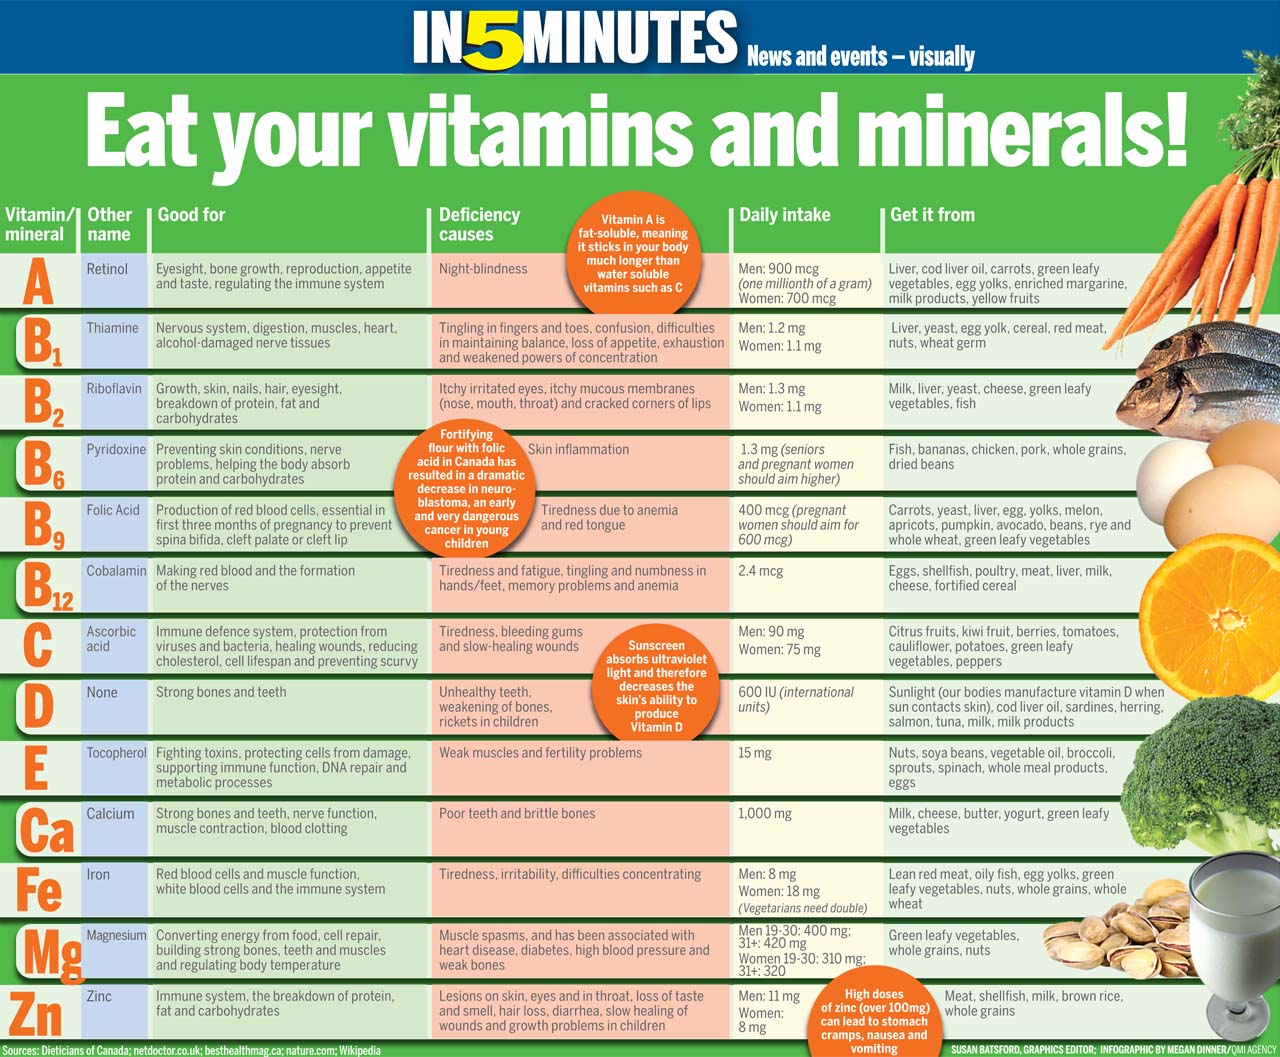 IN5MINUTES News and events – visually
Eat your vitamins and minerals!
Vitamin/
mineral
Other
name
Good for
Deficiency
causes
Daily intake
Get it from
Vitamin A is
fat-soluble, meaning
it sticks in your body
much longer than
water soluble
vitamins such as C
A
Retinol
Eyesight, bone growth, reproduction, appetite
and taste, regulating the immune system
Night-blindness
Men: 900 mcg
(one millionth of a gram)
Women: 700 mcg
Liver, cod liver oil, carrots, green leafy
vegetables, egg yolks, enriched margarine,
milk products, yellow fruits
B1
Thiamine
Nervous system, digestion, muscles, heart,
alcohol-damaged nerve tissues
Tingling in fingers and toes, confusion, difficulties
in maintaining balance, loss of appetite, exhaustion
and weakened powers of concentration
Men: 1.2 mg
Women: 1.1 mg
Liver, yeast, egg yolk, cereal, red meat,
nuts, wheat germ
B2
Riboflavin
Growth, skin, nails, hair, eyesight,
breakdown of protein, fat and
carbohydrates
Itchy irritated eyes, itchy mucous membranes
(nose, mouth, throat) and cracked corners of lips
Men: 1.3 mg
Women: 1.1 mg
Milk, liver, yeast, cheese, green leafy
vegetables, fish
B6
Pyridoxine
Preventing skin conditions, nerve
problems, helping the body absorb
protein and carbohydrates
Fortifying
flour with folic
acid in Canada has
resulted in a dramatic
decrease in neuro-
blastoma, an early
and very dangerous
cancer in young
children
Skin inflammation
1.3 mg (seniors
and pregnant women
should aim higher)
Fish, bananas, chicken, pork, whole grains,
dried beans
B9
Folic Acid
Production of red blood cells, essential in
first three months of pregnancy to prevent
spina bifida, cleft palate or cleft lip
Tiredness due to anemia
and red tongue
400 mcg (pregnant
women should aim for
600 mcg)
Carrots, yeast, liver, egg, yolks, melon,
apricots, pumpkin, avocado, beans, rye and
whole wheat, green leafy vegetables
B12
Cobalamin
Making red blood and the formation
of the nerves
Tiredness and fatigue, tingling and numbness in
hands/feet, memory problems and anemia
2.4 mcg
Eggs, shellfish, poultry, meat, liver, milk,
cheese, fortified cereal
C
Ascorbic
acid
Immune defence system, protection from
viruses and bacteria, healing wounds, reducing
cholesterol, cell lifespan and preventing scurvy
Tiredness, bleeding gums
and slow-healing wounds
Men: 90 mg
Women: 75 mg
Citrus fruits, kiwi fruit, berries, tomatoes,
cauliflower, potatoes, green leafy
vegetables, peppers
Sunscreen
absorbs ultraviolet
light and therefore
decreases the
skin's ability to
produce
Vitamin D
D
None
Strong bones and teeth
Unhealthy teeth,
weakening of bones,
rickets in children
600 IU (international
units)
Sunlight (our bodies manufacture vitamin D when
sun contacts skin), cod liver oil, sardines, herring,
salmon, tuna, milk, milk products
E
Tocopherol
Fighting toxins, protecting cells from damage,
supporting immune function, DNA repair and
metabolic processes
Weak muscles and fertility problems
15 mg
Nuts, soya beans, vegetable oil, broccoli,
sprouts, spinach, whole meal products,
eggs
Ca
Calcium
Strong bones and teeth, nerve function,
muscle contraction, blood clotting
Poor teeth and brittle bones
1,000 mg
Milk, cheese, butter, yogurt, green leafy
vegetables
Fe
Iron
Red blood cells and muscle function,
white blood cells and the immune system
Tiredness, irritability, difficulties concentrating
Men: 8 mg
Women: 18 mg
(Vegetarians need double)
Lean red meat, oily fish, egg yolks, green
leafy vegetables, nuts, whole grains, whole
wheat
Mg
Magnesium
Converting energy from food, cell repair,
building strong bones, teeth and muscles
and regulating body temperature
Muscle spasms, and has been associated with
heart disease, diabetes, high blood pressure and
weak bones
Men 19-30: 400 mg;
31+: 420 mg
Women 19-30: 310 mg;
31+: 320
Green leafy vegetables,
whole grains, nuts
Zn
Zinc
Immune system, the breakdown of protein,
fat and carbohydrates
Lesions on skin, eyes and in throat, loss of taste
and smell, hair loss, diarrhea, slow healing of
wounds and growth problems in children
Men: 11 mg
Women:
8 mg
High doses
of zinc (over 100mg)
can lead to stomach
cramps, nausea and
vomiting
Meat, shellfish, milk, brown rice,
whole grains
Sources: Dieticians of Canada; netdoctor.co.uk; besthealthmag.ca; nature.com; Wikipedia
SUSAN BATSFORD, GRAPHICS EDITOR; INFOGRAPHIC BY MEGAN DINNER/QMI AGENCY